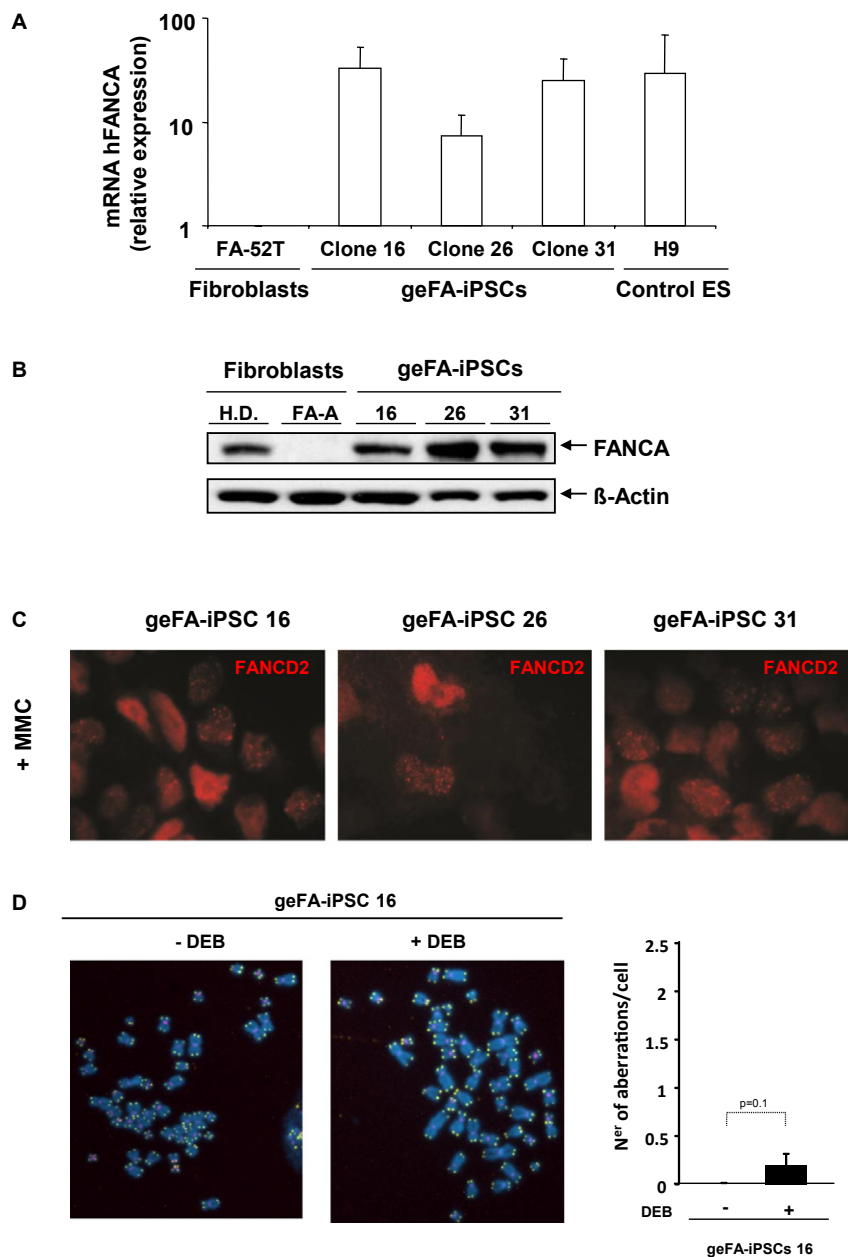 A
mRNA hFANCA
(relative expression)
100
10
1
FA-52T Clone 16 Clone 26 Clone 31 H9
Fibroblasts geFA-iPSCs Control ES
B
Fibroblasts geFA-iPSCs
H.D. FA-A 16 26 31
FANCA
ß-Actin
C
geFA-iPSC 16 geFA-iPSC 26 geFA-iPSC 31
+ MMC
FANCD2 FANCD2 FANCD2
D
geFA-iPSC 16
- DEB + DEB
Nᵉʳ of aberrations/cell
2.5
2
1.5
1
0.5
0
p=0.1
DEB - +
geFA-iPSCs 16